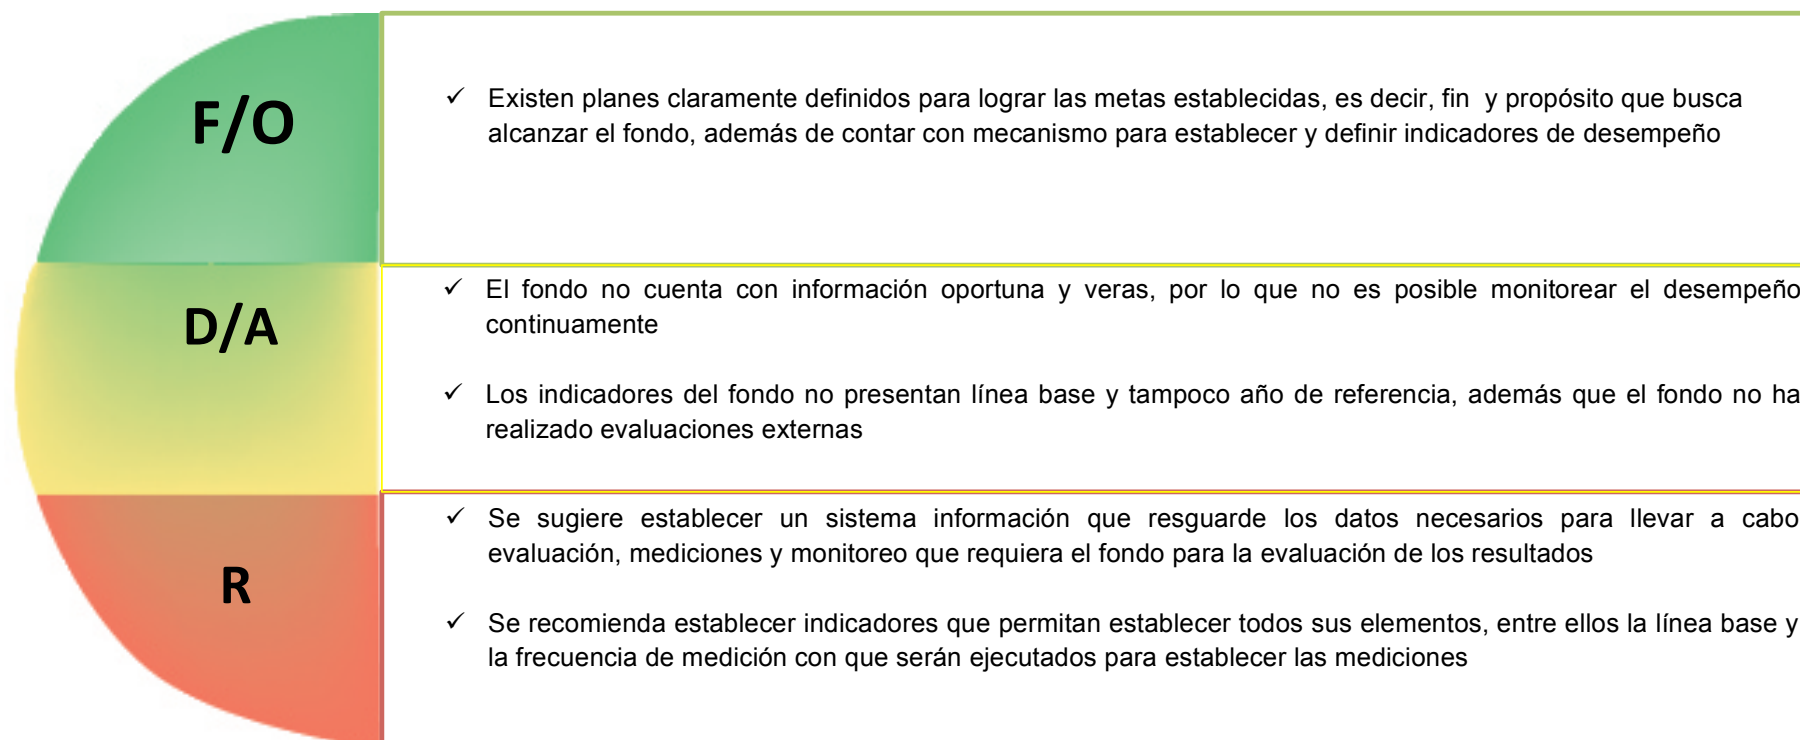 F/O
✓ Existen planes claramente definidos para lograr las metas establecidas, es decir, fin y propósito que busca
alcanzar el fondo, además de contar con mecanismo para establecer y definir indicadores de desempeño
D/A
✓ El fondo no cuenta con información oportuna y veras, por lo que no es posible monitorear el desempeño
continuamente
✓ Los indicadores del fondo no presentan línea base y tampoco año de referencia, además que el fondo no ha
realizado evaluaciones externas
R
✓ Se sugiere establecer un sistema información que resguarde los datos necesarios para llevar a cabo
evaluación, mediciones y monitoreo que requiera el fondo para la evaluación de los resultados
✓ Se recomienda establecer indicadores que permitan establecer todos sus elementos, entre ellos la línea base y
la frecuencia de medición con que serán ejecutados para establecer las mediciones